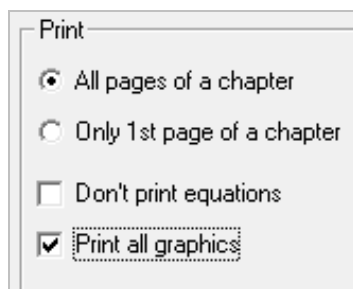 Print
All pages of a chapter
Only 1st page of a chapter
Don't print equations
Print all graphics